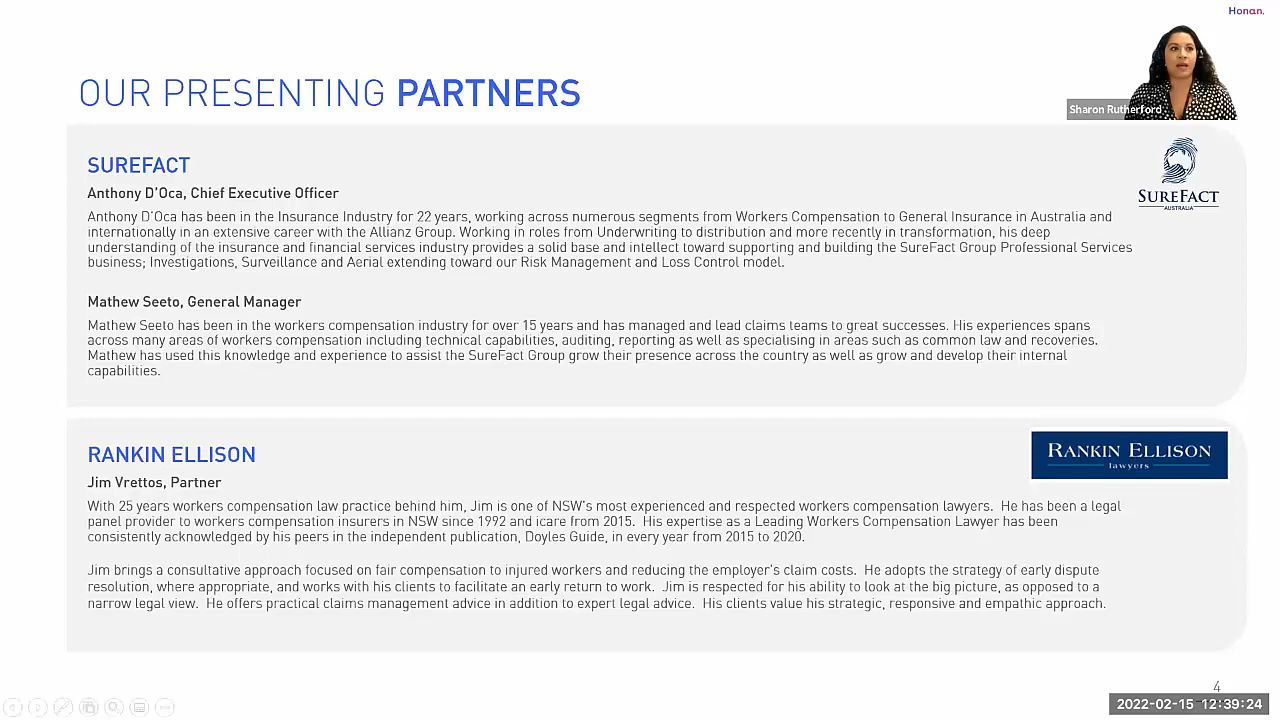 Honan.
OUR PRESENTING PARTNERS
Sharon Rutherford
SUREFACT
Anthony D'Oca, Chief Executive Officer
Anthony D'Oca has been in the Insurance Industry for 22 years, working across numerous segments from Workers Compensation to General Insurance in Australia and
internationally in an extensive career with the Allianz Group. Working in roles from Underwriting to distribution and more recently in transformation, his deep
understanding of the insurance and financial services industry provides a solid base and intellect toward supporting and building the SureFact Group Professional Services
business; Investigations, Surveillance and Aerial extending toward our Risk Management and Loss Control model.
SUREFACT
AUSTRALIA
Mathew Seeto, General Manager
Mathew Seeto has been in the workers compensation industry for over 15 years and has managed and lead claims teams to great successes. His experiences spans
across many areas of workers compensation including technical capabilities, auditing, reporting as well as specialising in areas such as common law and recoveries.
Mathew has used this knowledge and experience to assist the SureFact Group grow their presence across the country as well as grow and develop their internal
capabilities.
RANKIN ELLISON
RANKIN ELLISON
lawyers
Jim Vrettos, Partner
With 25 years workers compensation law practice behind him, Jim is one of NSW's most experienced and respected workers compensation lawyers. He has been a legal
panel provider to workers compensation insurers in NSW since 1992 and icare from 2015. His expertise as a Leading Workers Compensation Lawyer has been
consistently acknowledged by his peers in the independent publication, Doyles Guide, in every year from 2015 to 2020.
Jim brings a consultative approach focused on fair compensation to injured workers and reducing the employer's claim costs. He adopts the strategy of early dispute
resolution, where appropriate, and works with his clients to facilitate an early return to work. Jim is respected for his ability to look at the big picture, as opposed to a
narrow legal view. He offers practical claims management advice in addition to expert legal advice. His clients value his strategic, responsive and empathic approach.
4
2022-02-15 12:39:24